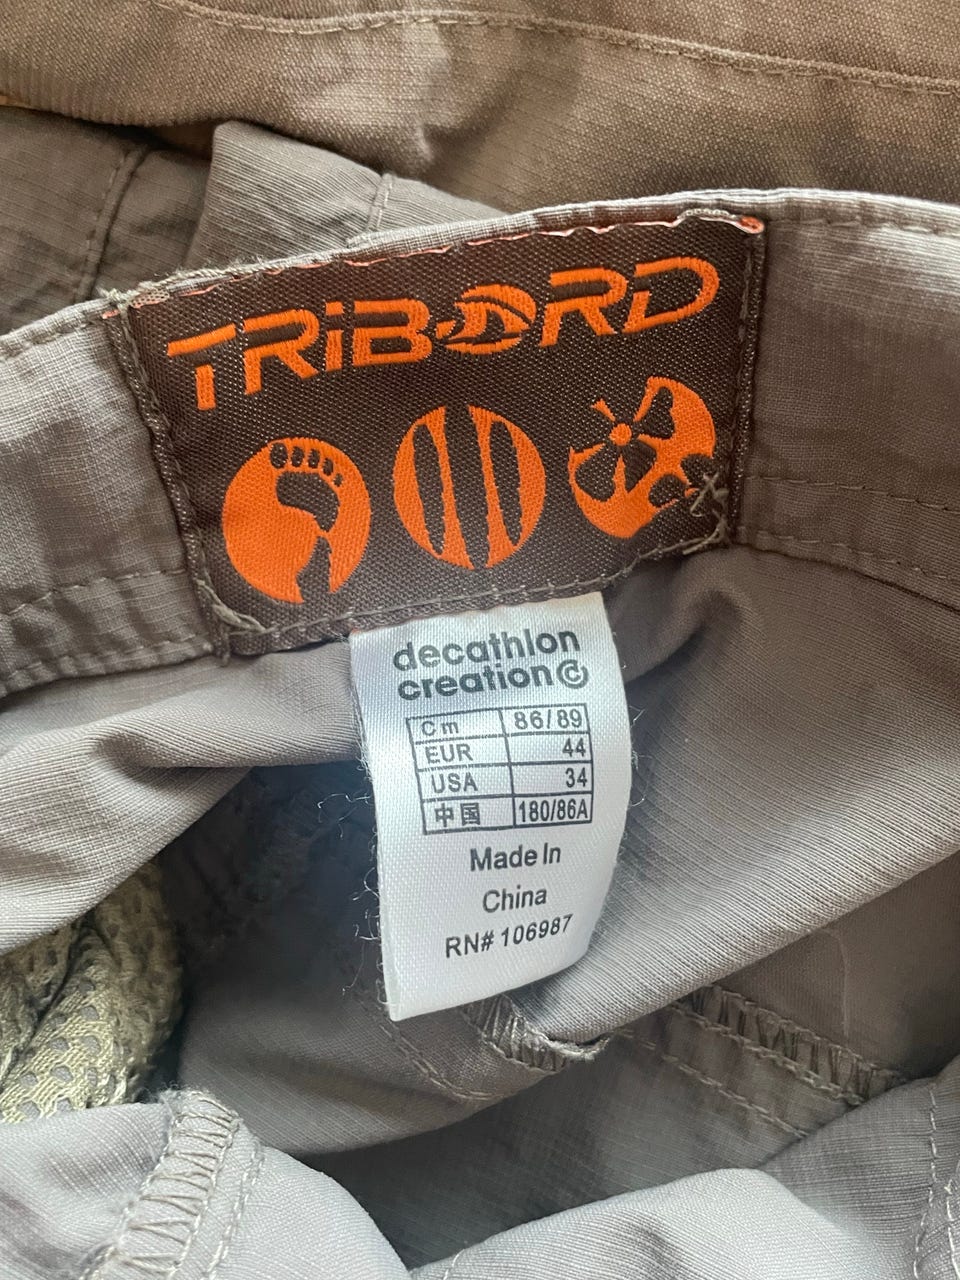 TRiBORD
decathlon
creation©
Cm 86/89
EUR 44
USA 34
中国 180/86A
Made In
China
RN# 106987